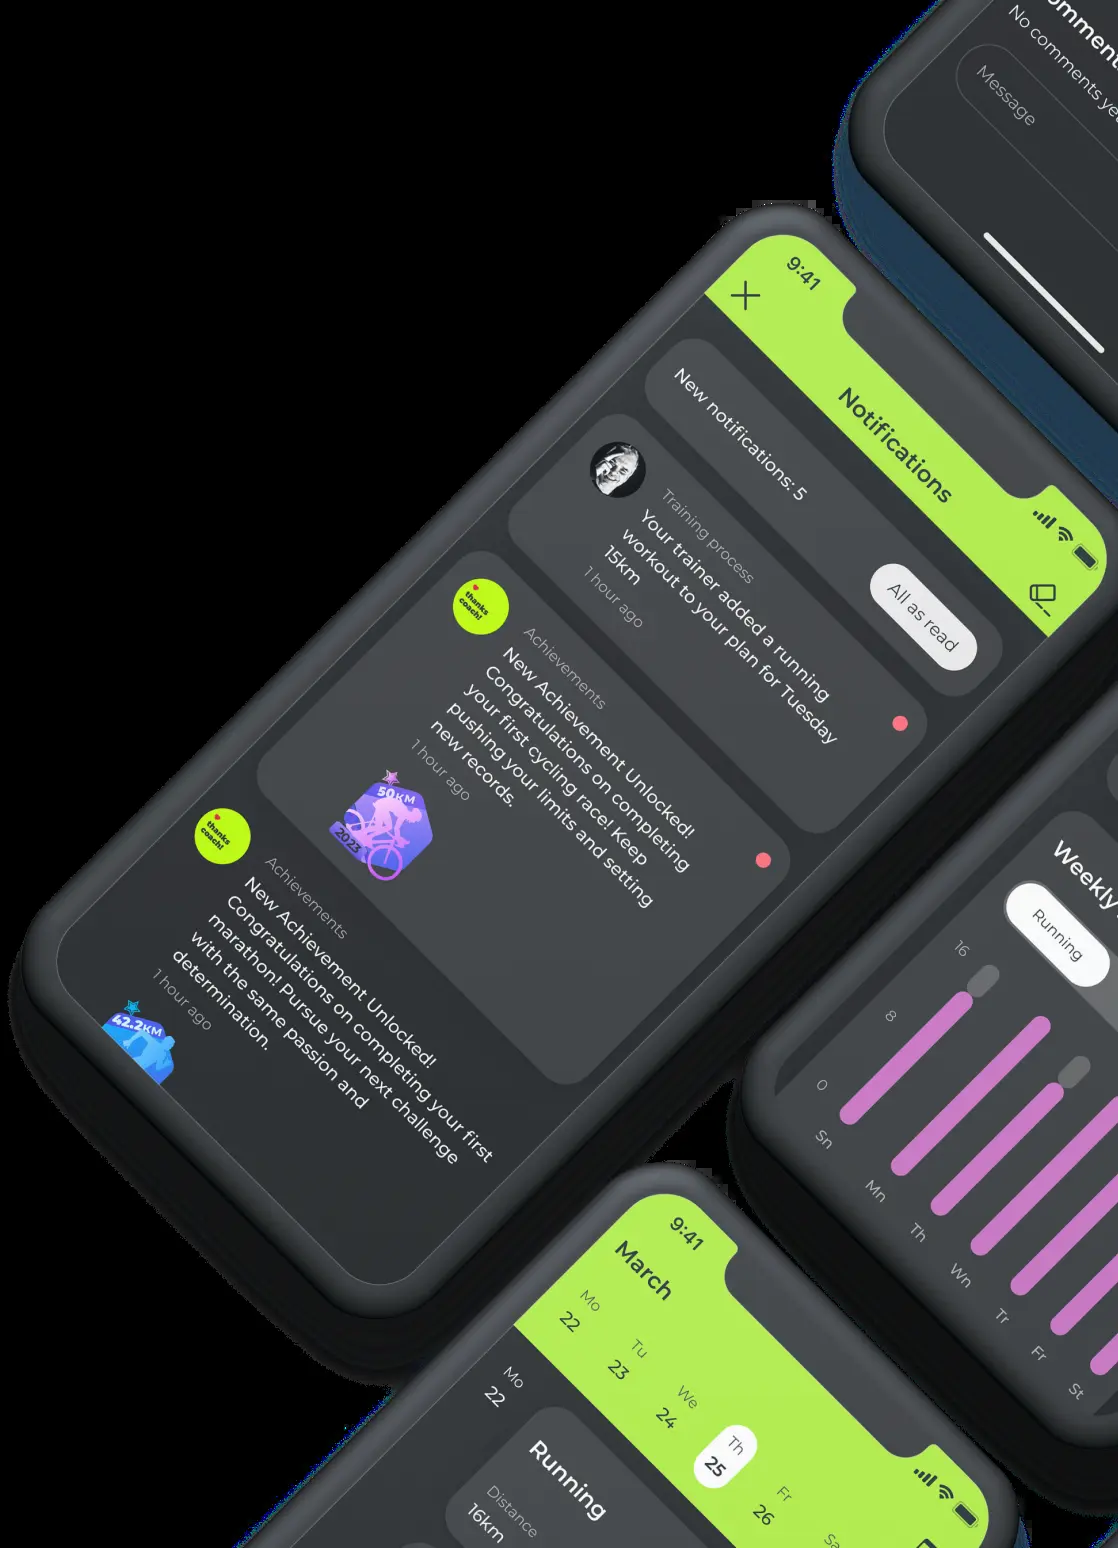 Comment
No comments yet
Message
9:41
Notifications
New notifications: 5
All as read
Training process
Your trainer added a running
workout to your plan for Tuesday
15km
1 hour ago
thanks
coach!
Achievements
New Achievement Unlocked!
Congratulations on completing
your first cycling race! Keep
pushing your limits and setting
new records.
1 hour ago
50KM
2023
thanks
coach!
Achievements
New Achievement Unlocked!
Congratulations on completing your first
marathon! Pursue your next challenge
with the same passion and
determination.
1 hour ago
42.2KM
Weekly
Running
16
8
0
Sn
Mn
Th
Wn
Tr
Fr
St
9:41
March
Mo
22
Tu
23
We
24
Th
25
Fr
26
Sa
Mo
22
Running
Distance
16km